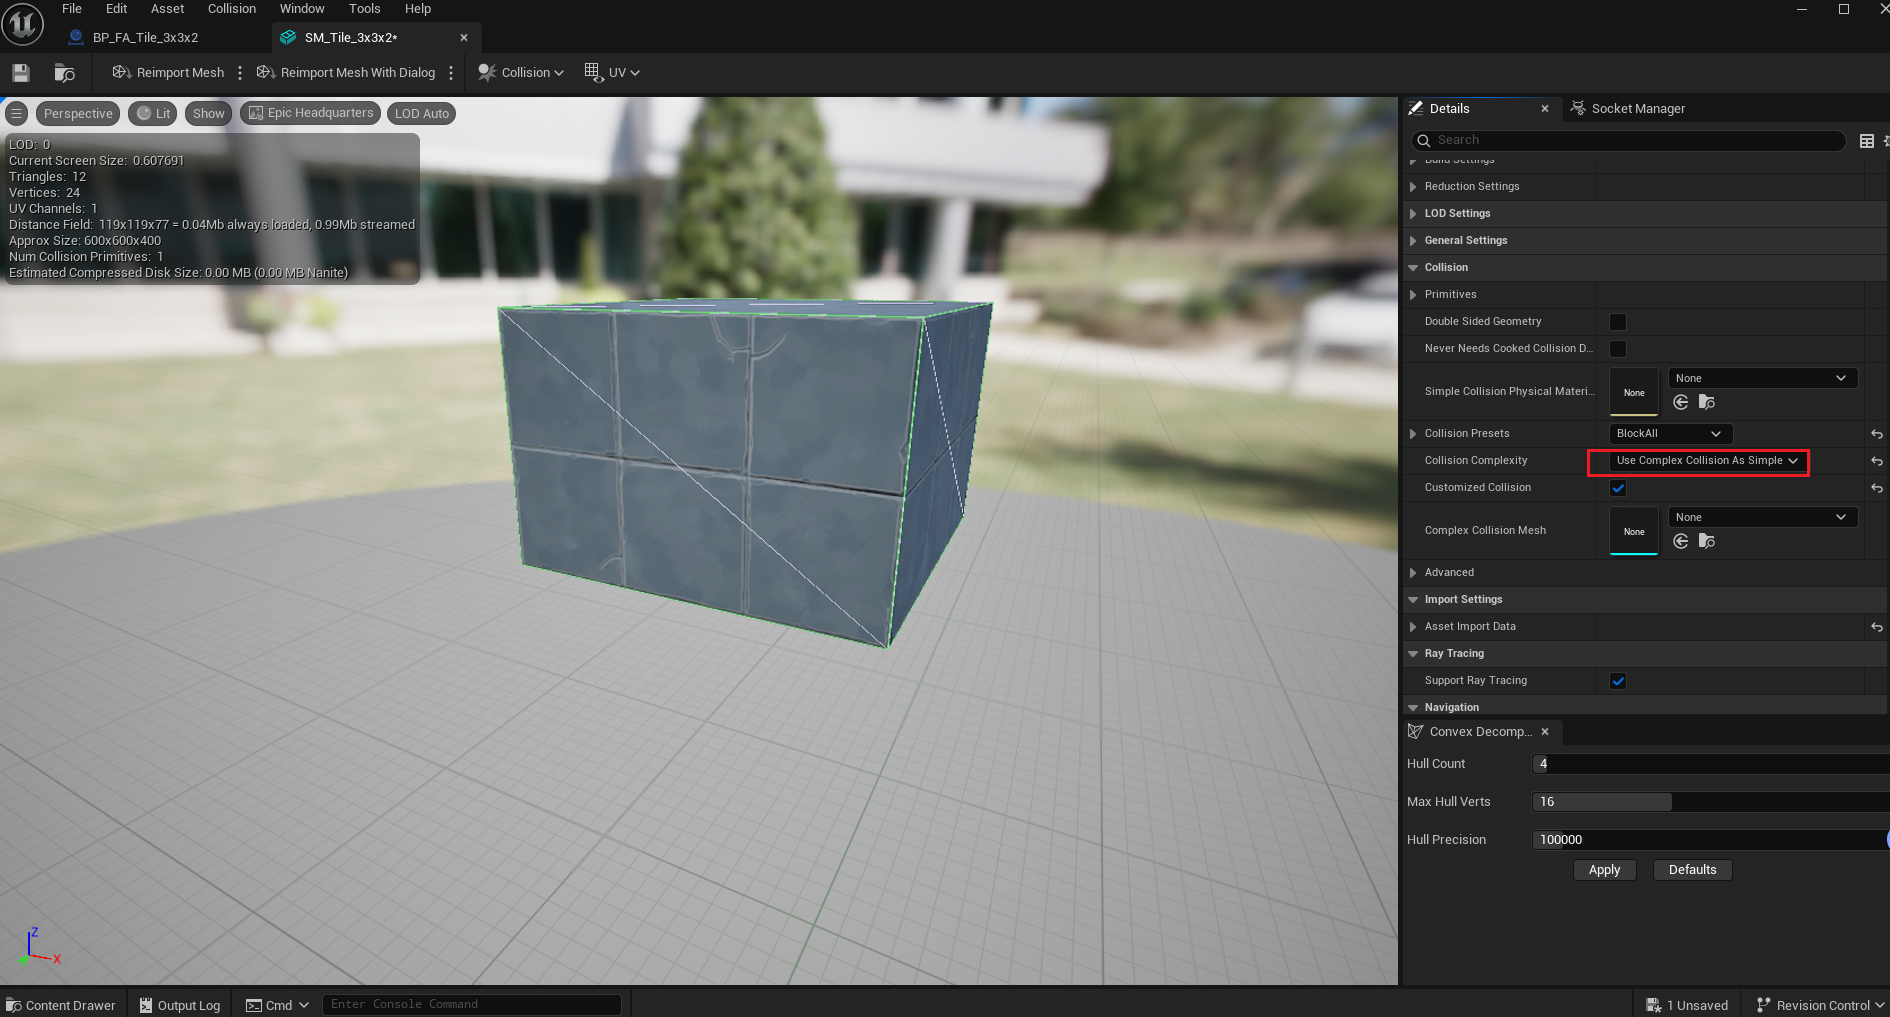 File Edit Asset Collision Window Tools Help
BP_FA_Tile_3x3x2
SM_Tile_3x3x2*
Reimport Mesh
Reimport Mesh With Dialog
Collision
UV
Perspective
Lit
Show
Epic Headquarters
LOD Auto
LOD: 0
Current Screen Size: 0.607691
Triangles: 12
Vertices: 24
UV Channels: 1
Distance Field: 119x119x77 = 0.04Mb always loaded, 0.99Mb streamed
Approx Size: 600x600x400
Num Collision Primitives: 1
Estimated Compressed Disk Size: 0.00 MB (0.00 MB Nanite)
Z
X
Details
Socket Manager
Search
Build Settings
Reduction Settings
LOD Settings
General Settings
Collision
Primitives
Double Sided Geometry
Never Needs Cooked Collision D...
Simple Collision Physical Materi...
None
None
Collision Presets
BlockAll
Collision Complexity
Use Complex Collision As Simple
Customized Collision
Complex Collision Mesh
None
None
Advanced
Import Settings
Asset Import Data
Ray Tracing
Support Ray Tracing
Navigation
Convex Decomp...
Hull Count
4
Max Hull Verts
16
Hull Precision
100000
Apply
Defaults
Content Drawer
Output Log
Cmd
Enter Console Command
1 Unsaved
Revision Control